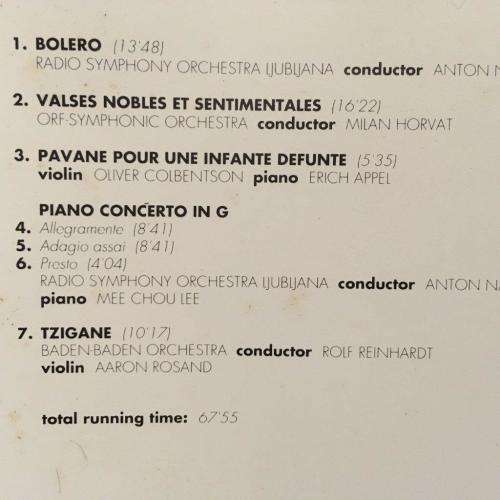 1. BOLERO (13'48)
RADIO SYMPHONY ORCHESTRA LJUBLJANA conductor ANTON
2. VALSES NOBLES ET SENTIMENTALES (16'22)
ORF-SYMPHONIC ORCHESTRA conductor MILAN HORVAT
3. PAVANE POUR UNE INFANTE DEFUNTE (5'35)
violin OLIVER COLBENTSON piano ERICH APPEL
PIANO CONCERTO IN G
4. Allegramente (8'41)
5. Adagio assai (8'41)
6. Presto (4'04)
RADIO SYMPHONY ORCHESTRA LJUBLJANA conductor ANTON
piano MEE CHOU LEE
7. TZIGANE (10'17)
BADEN-BADEN ORCHESTRA conductor ROLF REINHARDT
violin AARON ROSAND
total running time: 67'55